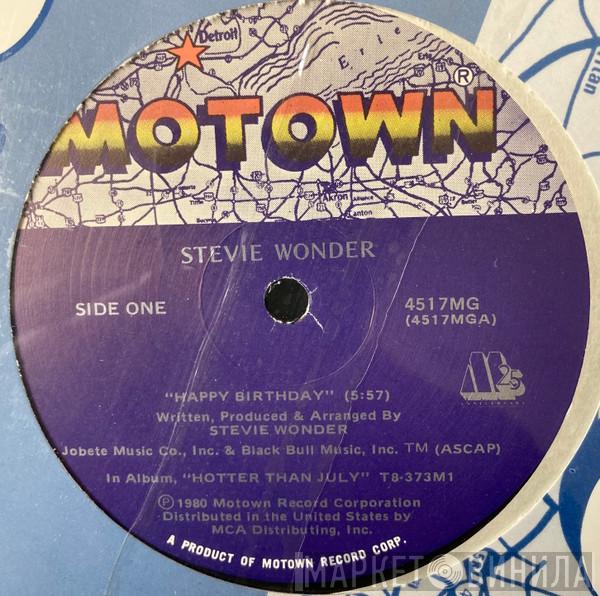 Detroit
Erie
MOTOWN®
Akron
Canton
STEVIE WONDER
SIDE ONE
4517MG
(4517MGA)
M25
"HAPPY BIRTHDAY" (5:57)
Written, Produced & Arranged By
STEVIE WONDER
Jobete Music Co., Inc. & Black Bull Music, Inc. TM (ASCAP)
In Album, "HOTTER THAN JULY" T8-373M1
Ⓟ 1980 Motown Record Corporation
Distributed in the United States by
MCA Distributing, Inc.
A PRODUCT OF MOTOWN RECORD CORP.
МАРКЕТ ВИНИЛА